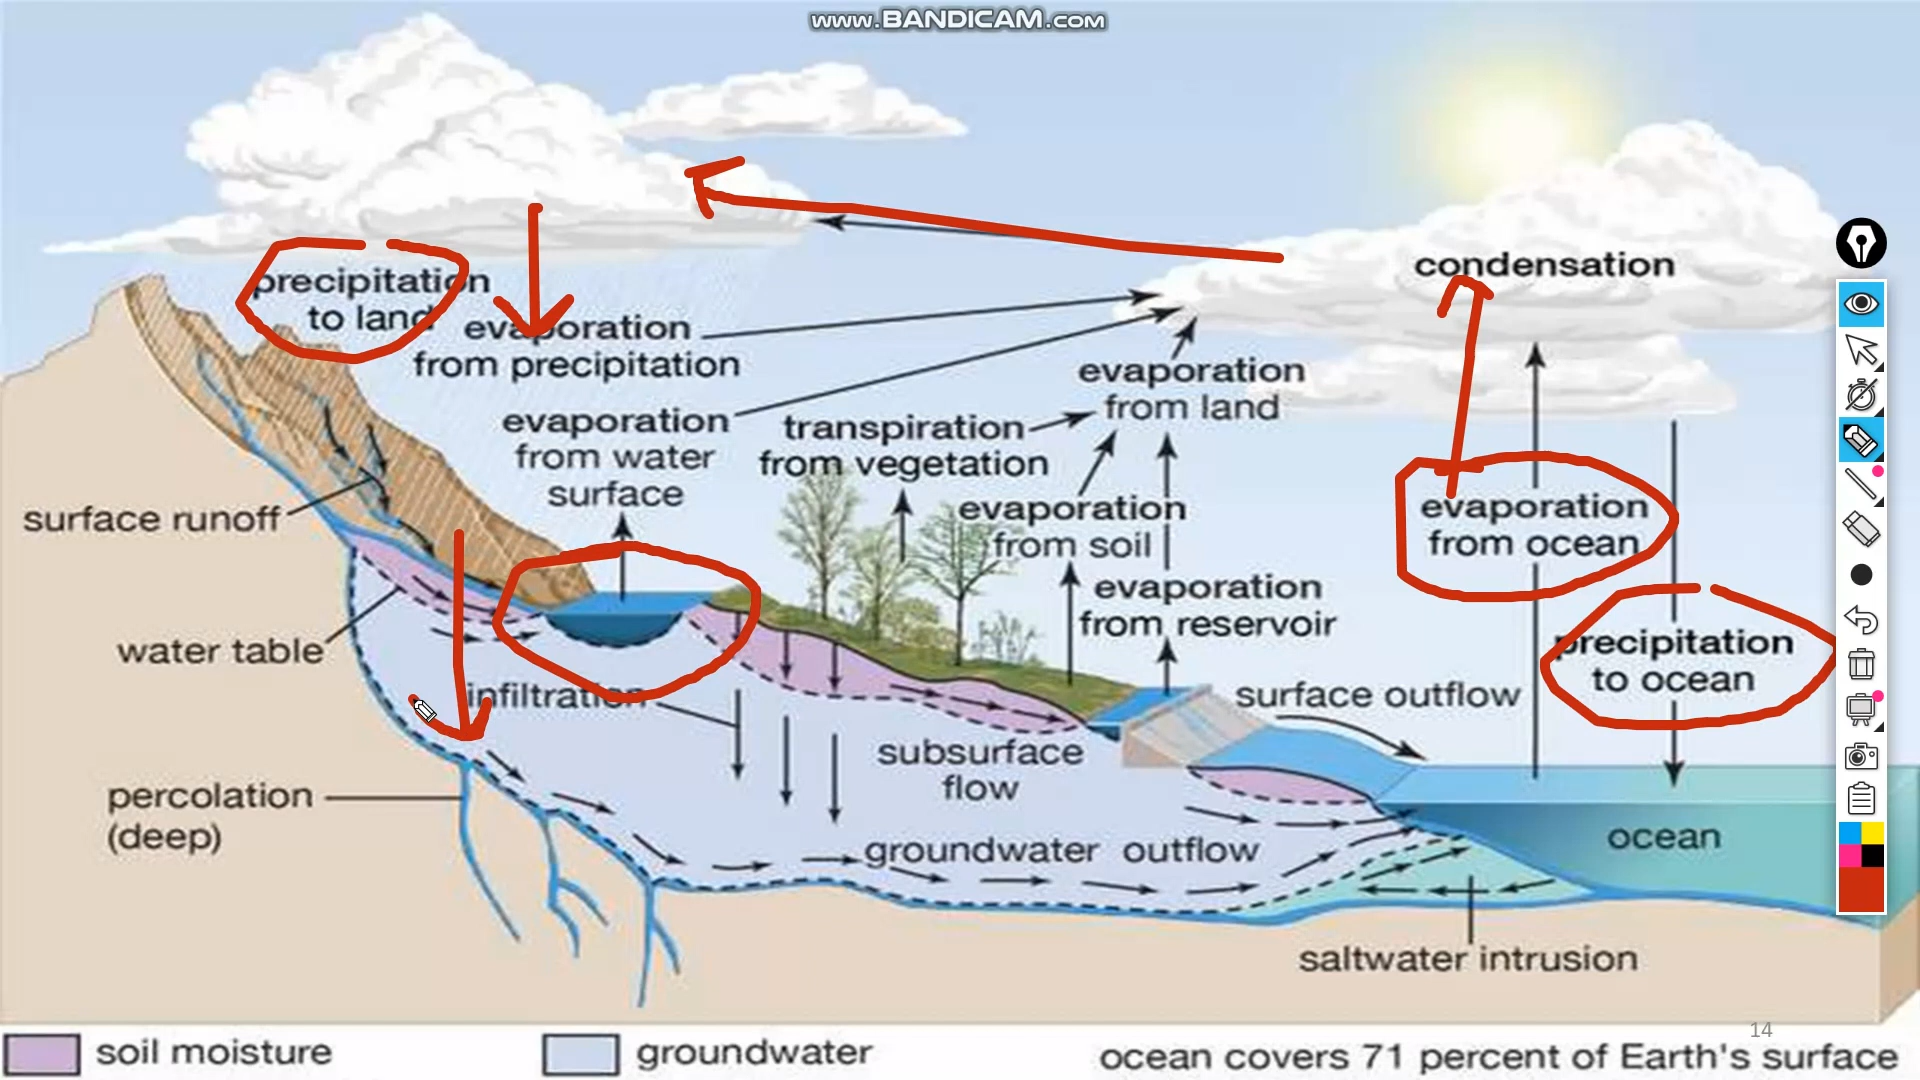 www.BANDICAM.com
condensation
precipitation
to land
evaporation
from precipitation
evaporation
from land
evaporation
from water
surface
transpiration
from vegetation
evaporation
from soil
evaporation
from ocean
surface runoff
evaporation
from reservoir
water table
precipitation
to ocean
infiltration
surface outflow
subsurface
flow
percolation
(deep)
groundwater outflow
ocean
saltwater intrusion
14
soil moisture
groundwater
ocean covers 71 percent of Earth's surface